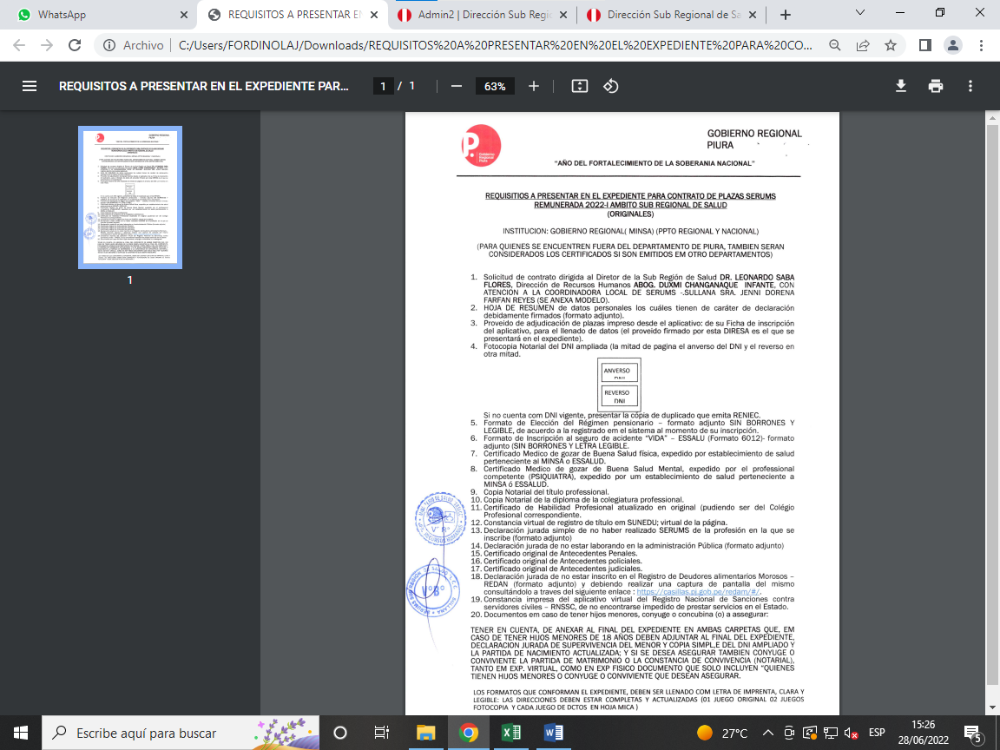 WhatsApp
REQUISITOS A PRESENTAR EN
Admin2 | Dirección Sub Regio
Dirección Sub Regional de Sa
Archivo | C:/Users/FORDINOLAJ/Downloads/REQUISITOS%20A%20PRESENTAR%20EN%20EL%20EXPEDIENTE%20PARA%20CO...
REQUISITOS A PRESENTAR EN EL EXPEDIENTE PAR...
1 / 1
63%
1
P.
Gobierno
Regional
Piura
GOBIERNO REGIONAL
PIURA
"AÑO DEL FORTALECIMIENTO DE LA SOBERANIA NACIONAL"
REQUISITOS A PRESENTAR EN EL EXPEDIENTE PARA CONTRATO DE PLAZAS SERUMS
REMUNERADA 2022-I AMBITO SUB REGIONAL DE SALUD
(ORIGINALES)
INSTITUCION: GOBIERNO REGIONAL( MINSA) (PPTO REGIONAL Y NACIONAL)
(PARA QUIENES SE ENCUENTREN FUERA DEL DEPARTAMENTO DE PIURA, TAMBIEN SERAN
CONSIDERADOS LOS CERTIFICADOS SI SON EMITIDOS EM OTRO DEPARTAMENTOS)
1. Solicitud de contrato dirigida al Diretor de la Sub Región de Salud DR. LEONARDO SABA
FLORES, Dirección de Recursos Humanos ABOG. DUXMI CHANGANAQUE INFANTE, CON
ATENCIÓN A LA COORDINADORA LOCAL DE SERUMS -.SULLANA SRA. JENNI DORENA
FARFAN REYES (SE ANEXA MODELO).
2. HOJA DE RESUMEN de datos personales los cuáles tienen de caráter de declaración
debidamente firmados (formato adjunto).
3. Proveido de adjudicación de plazas impreso desde el aplicativo: de su Ficha de inscripción
del aplicativo, para el llenado de datos (el proveido firmado por esta DIRESA es el que se
presentará en el expediente).
4. Fotocopia Notarial del DNI ampliada (la mitad de pagina el anverso del DNI y el reverso en
otra mitad.
ANVERSO
DNI
REVERSO
DNI
Si no cuenta com DNI vigente, presentar la cópia de duplicado que emita RENIEC.
5. Formato de Elección del Régimen pensionario – formato adjunto SIN BORRONES Y
LEGIBLE, de acuerdo a la registrado em el sistema al momento de su inscripción.
6. Formato de Inscripción al seguro de acidente "VIDA" – ESSALU (Formato 6012)- formato
adjunto (SIN BORRONES Y LETRA LEGIBLE.
7. Certificado Medico de gozar de Buena Salud física, expedido por establecimiento de salud
perteneciente al MINSA o ESSALUD.
8. Certificado Medico de gozar de Buena Salud Mental, expedido por el professional
competente (PSIQUIATRA), expedido por um establecimiento de salud perteneciente a
MINSA ó ESSALUD.
9. Copia Notarial del título professional.
10. Copia Notarial de la diploma de la colegiatura professional.
11. Certificado de Habilidad Profesional atualizado en original (pudiendo ser del Colégio
Profesional correspondente.
12. Constancia virtual de registro de título em SUNEDU; virtual de la página.
13. Declaración jurada simple de no haber realizado SERUMS de la profesión en la que se
inscribe (formato adjunto)
14. Declaración jurada de no estar laborando en la administración Pública (formato adjunto)
15. Certificado original de Antecedentes Penales.
16. Certificado original de Antecedentes policiales.
17. Certificado original de Antecedentes judiciales.
18. Declaración jurada de no estar inscrito en el Registro de Deudores alimentarios Morosos –
REDAN (formato adjunto) y debiendo realizar una captura de pantalla del mismo
consultándolo a traves del siguiente enlace : https://casillas.pj.gob.pe/redam/#/.
19. Constancia impresa del aplicativo virtual del Registro Nacional de Sanciones contra
servidores civiles – RNSSC, de no encontrarse impedido de prestar servicios en el Estado.
20. Documentos em caso de tener hijos menores, conyuge o concubina (o) a assegurar:
TENER EN CUENTA, DE ANEXAR AL FINAL DEL EXPEDIENTE EN AMBAS CARPETAS QUE, EM
CASO DE TENER HIJOS MENORES DE 18 AÑOS DEBEN ADJUNTAR AL FINAL DEL EXPEDIENTE,
DECLARACION JURADA DE SUPERVIVENCIA DEL MENOR Y COPIA SIMPL,E DEL DNI AMPLIADO Y
LA PARTIDA DE NACIMIENTO ACTUALIZADA; Y SI SE DESEA ASEGURAR TAMBIEN CONYUGE O
CONVIVIENTE LA PARTIDA DE MATRIMONIO O LA CONSTANCIA DE CONVIVENCIA (NOTARIAL),
TANTO EM EXP. VIRTUAL, COMO EN EXP FISICO DOCUMENTO QUE SOLO INCLUYEN "QUIENES
TIENEN HIJOS MENORES O CONYUGE O CONVIVIENTE QUE DESEAN ASEGURAR.
LOS FORMATOS QUE CONFORMAN EL EXPEDIENTE, DEBEN SER LLENADO CON LETRA DE IMPRENTA, CLARA Y
LEGIBLE: LAS DIRECCIONES DEBEN ESTAR COMPLETAS Y ACTUALIZADAS (01 JUEGO ORIGINAL 02 JUEGOS
FOTOCOPIA Y CADA JUEGO DE DCTOS EN HOJA MICA )
Escribe aquí para buscar
27°C
ESP
15:26
28/06/2022
5